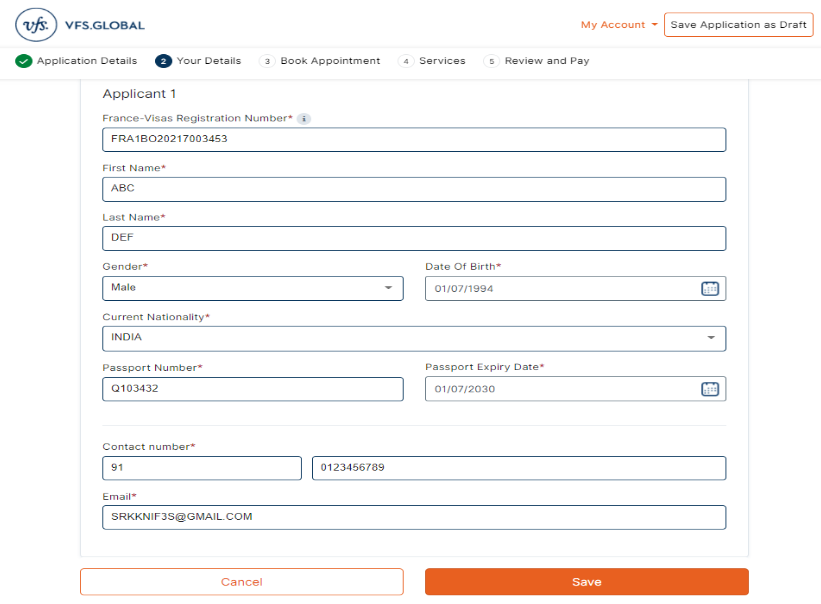 vfs. VFS.GLOBAL My Account Save Application as Draft
Application Details 2 Your Details 3 Book Appointment 4 Services 5 Review and Pay
Applicant 1
France-Visas Registration Number* i
FRA1BO20217003453
First Name*
ABC
Last Name*
DEF
Gender* Date Of Birth*
Male 01/07/1994
Current Nationality*
INDIA
Passport Number* Passport Expiry Date*
Q103432 01/07/2030
Contact number*
91 0123456789
Email*
SRKKNIF3S@GMAIL.COM
Cancel Save